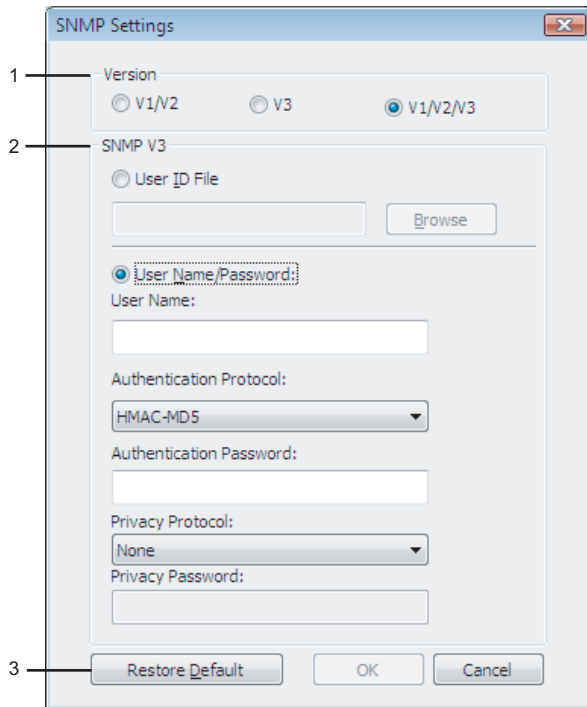 SNMP Settings
1
Version
V1/V2
V3
V1/V2/V3
2
SNMP V3
User ID File
Browse
User Name/Password:
User Name:
Authentication Protocol:
HMAC-MD5
Authentication Password:
Privacy Protocol:
None
Privacy Password:
3
Restore Default
OK
Cancel